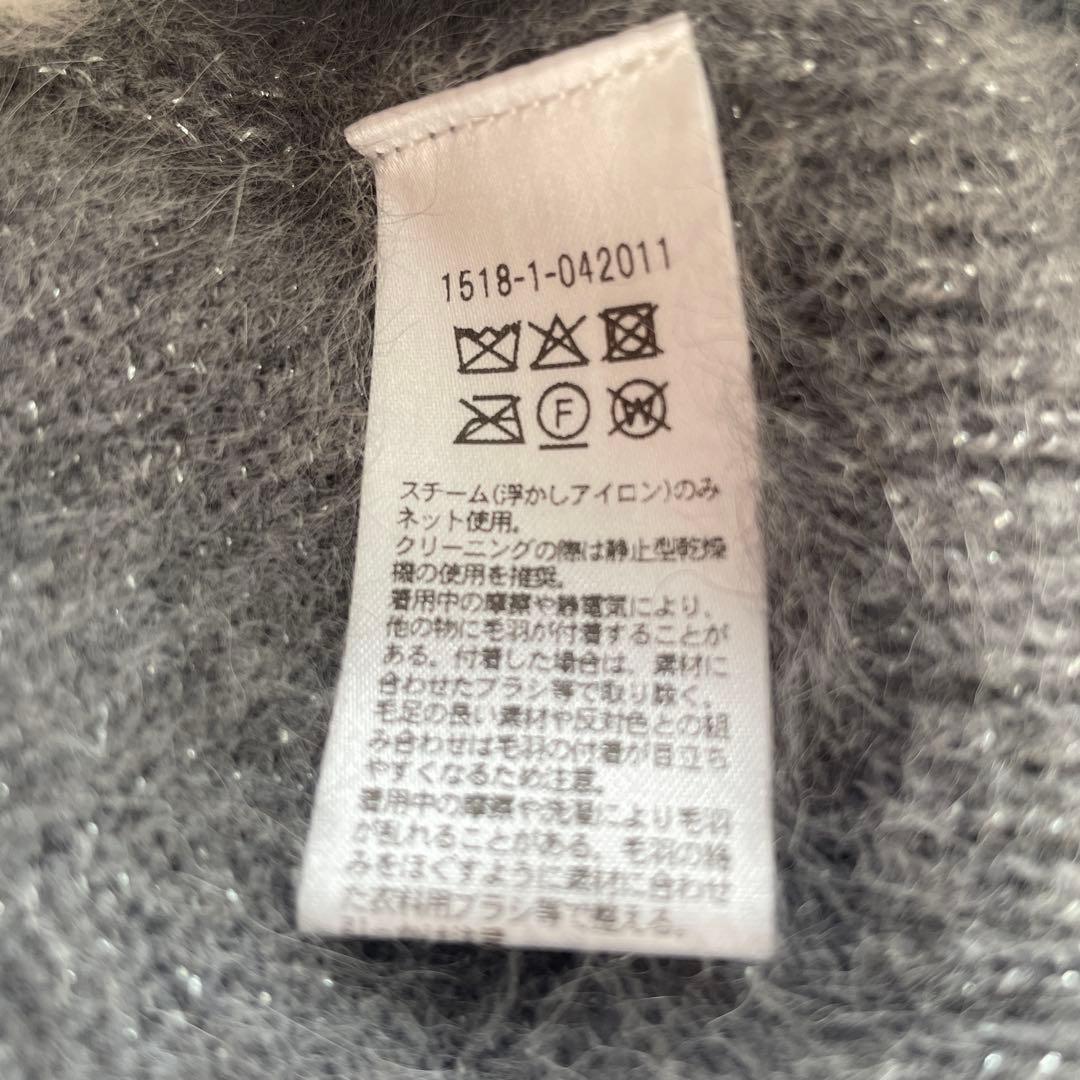 1518-1-042011
F
W
スチーム(浮かしアイロン)のみ
ネット使用。
クリーニングの際は静止型乾燥
機の使用を推奨。
着用中の摩擦や静電気により、
他の物に毛羽が付着することが
ある。付着した場合は、素材に
合わせたブラシ等で取り除く。
毛足の長い素材や反対色との組
み合わせは毛羽の付着が目立ち
やすくなるため注意。
着用中の摩擦や洗濯により毛羽
が乱れることがある。毛羽の絡
みをほぐすように素材に合わせ
た衣料用ブラシ等で整える。